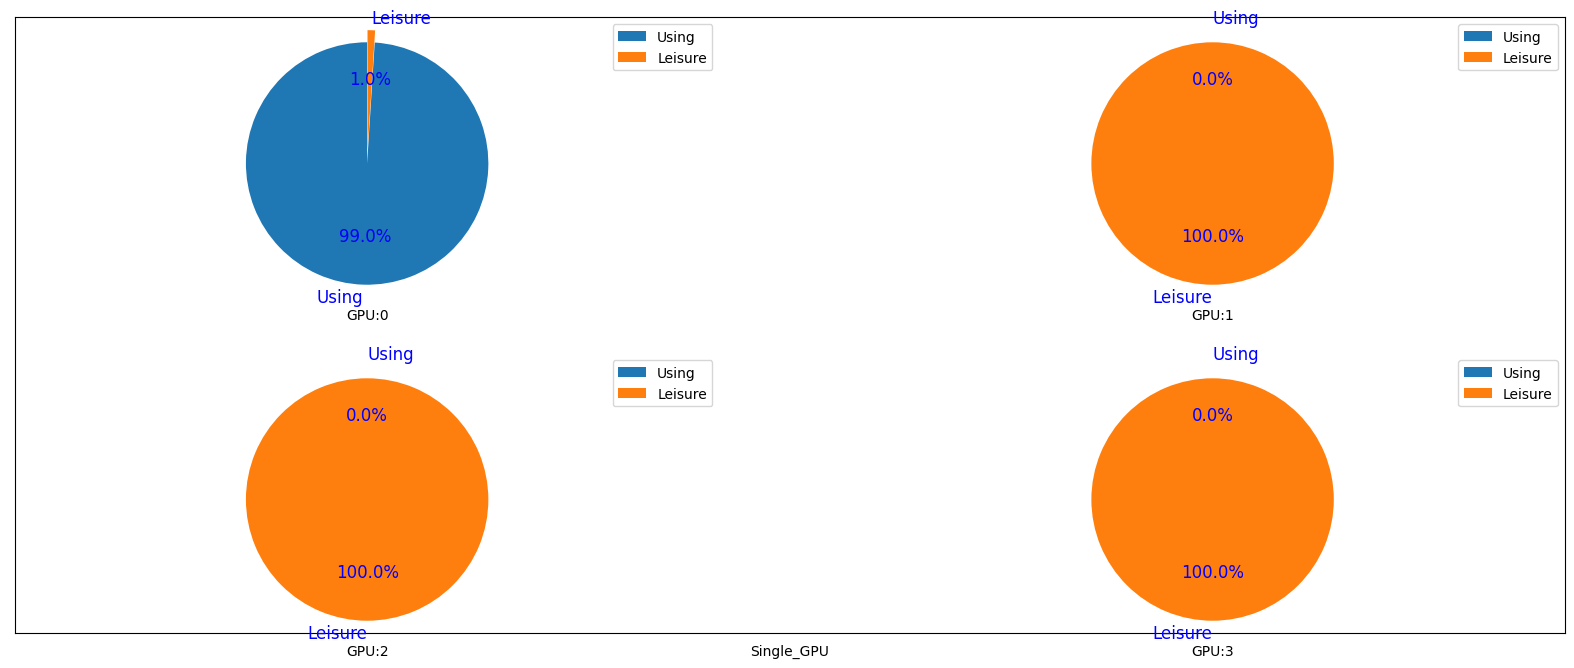 Leisure
1.0%
99.0%
Using
GPU:0
Using
Leisure
Using
0.0%
100.0%
Leisure
GPU:1
Using
Leisure
Using
0.0%
100.0%
Leisure
GPU:2
Using
Leisure
Using
0.0%
100.0%
Leisure
GPU:3
Using
Leisure
Single_GPU